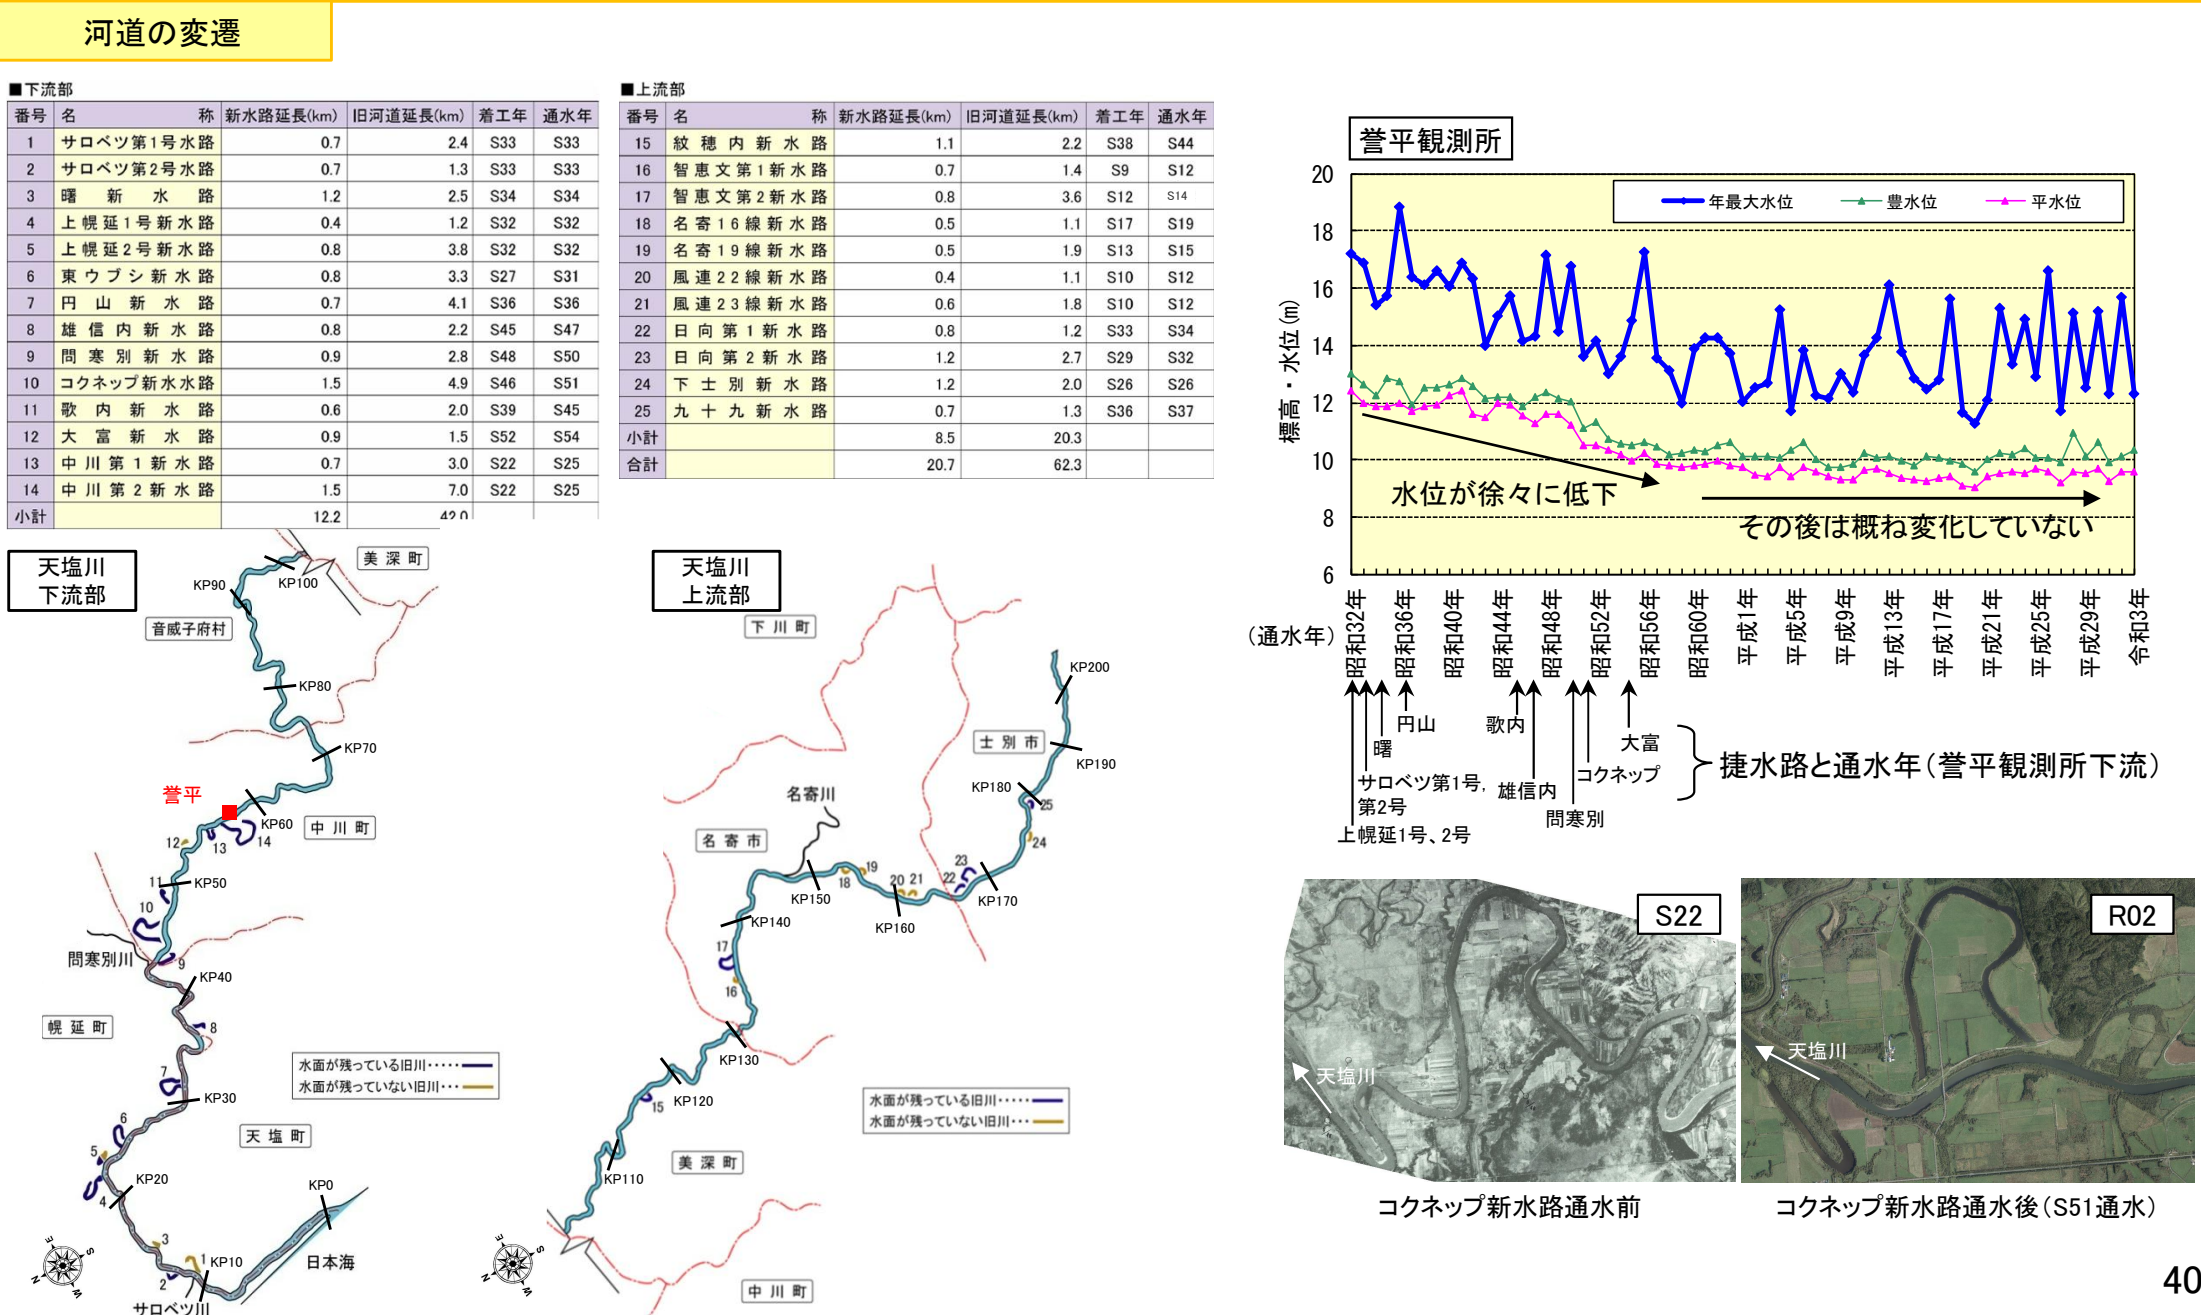 河道の変遷
■下流部
番号 名称 新水路延長(km) 旧河道延長(km) 着工年 通水年
1 サロベツ第1号水路 0.7 2.4 S33 S33
2 サロベツ第2号水路 0.7 1.3 S33 S33
3 曙新水路 1.2 2.5 S34 S34
4 上幌延1号新水路 0.4 1.2 S32 S32
5 上幌延2号新水路 0.8 3.8 S32 S32
6 東ウブシ新水路 0.8 3.3 S27 S31
7 円山新水路 0.7 4.1 S36 S36
8 雄信内新水路 0.8 2.2 S45 S47
9 問寒別新水路 0.9 2.8 S48 S50
10 コクネップ新水水路 1.5 4.9 S46 S51
11 歌内新水路 0.6 2.0 S39 S45
12 大富新水路 0.9 1.5 S52 S54
13 中川第1新水路 0.7 3.0 S22 S25
14 中川第2新水路 1.5 7.0 S22 S25
小計 12.2 42.0
■上流部
番号 名称 新水路延長(km) 旧河道延長(km) 着工年 通水年
15 紋穂内新水路 1.1 2.2 S38 S44
16 智恵文第1新水路 0.7 1.4 S9 S12
17 智恵文第2新水路 0.8 3.6 S12 S14
18 名寄16線新水路 0.5 1.1 S17 S19
19 名寄19線新水路 0.5 1.9 S13 S15
20 風連22線新水路 0.4 1.1 S10 S12
21 風連23線新水路 0.6 1.8 S10 S12
22 日向第1新水路 0.8 1.2 S33 S34
23 日向第2新水路 1.2 2.7 S29 S32
24 下士別新水路 1.2 2.0 S26 S26
25 九十九新水路 0.7 1.3 S36 S37
小計 8.5 20.3
合計 20.7 62.3
天塩川
下流部
美深町
KP100
KP90
音威子府村
KP80
KP70
誉平
KP60
中川町
14
13
12
KP50
11
10
問寒別川
9
KP40
幌延町
8
7
KP30
水面が残っている旧川・・・・・
水面が残っていない旧川・・・
天塩町
6
5
KP20
4
KP0
3
1
KP10
2
日本海
サロベツ川
N
E
S
W
天塩川
上流部
下川町
KP200
士別市
KP190
KP180
25
24
名寄川
名寄市
23
22
KP170
21
20
KP160
19
18
KP150
KP140
17
16
KP130
KP120
15
水面が残っている旧川・・・・・
水面が残っていない旧川・・・
美深町
KP110
中川町
N
E
S
W
誉平観測所
年最大水位 豊水位 平水位
標高・水位(m)
20
18
16
14
12
10
8
6
水位が徐々に低下
その後は概ね変化していない
(通水年)
昭和32年
昭和36年
昭和40年
昭和44年
昭和48年
昭和52年
昭和56年
昭和60年
平成1年
平成5年
平成9年
平成13年
平成17年
平成21年
平成25年
平成29年
令和3年
円山
歌内
曙
大富
サロベツ第1号,
第2号
コクネップ
雄信内
問寒別
上幌延1号、2号
捷水路と通水年(誉平観測所下流)
S22
天塩川
コクネップ新水路通水前
R02
天塩川
コクネップ新水路通水後(S51通水)
40